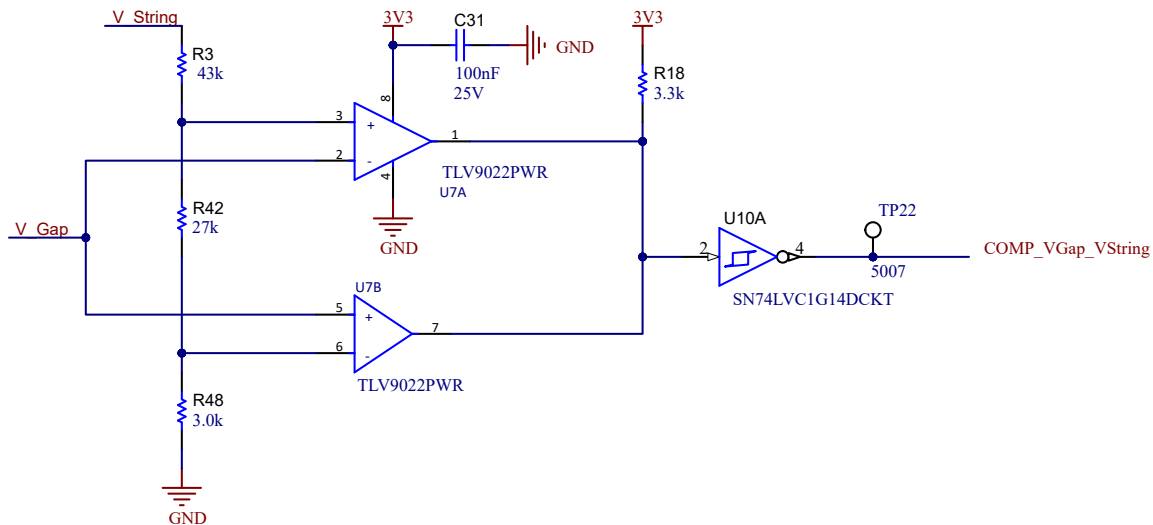 V_String
3V3
C31
GND
100nF
25V
3V3
R3
43k
R18
3.3k
8
3
+
1
2
-
4
TLV9022PWR
U7A
GND
R42
27k
V_Gap
U7B
5
+
7
6
-
TLV9022PWR
U10A
2
4
TP22
5007
COMP_VGap_VString
SN74LVC1G14DCKT
R48
3.0k
GND